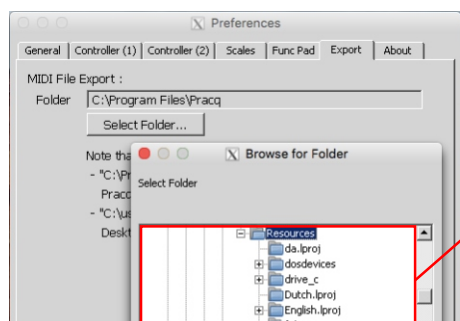 Preferences
General Controller (1) Controller (2) Scales Func Pad Export About
MIDI File Export :
Folder C:\Program Files\Pracq
Select Folder...
Note tha
- "C:\Pr
Pracq
- "C:\us
Deskt
Browse for Folder
Select Folder
Resources
da.lproj
dosdevices
drive_c
Dutch.lproj
English.lproj